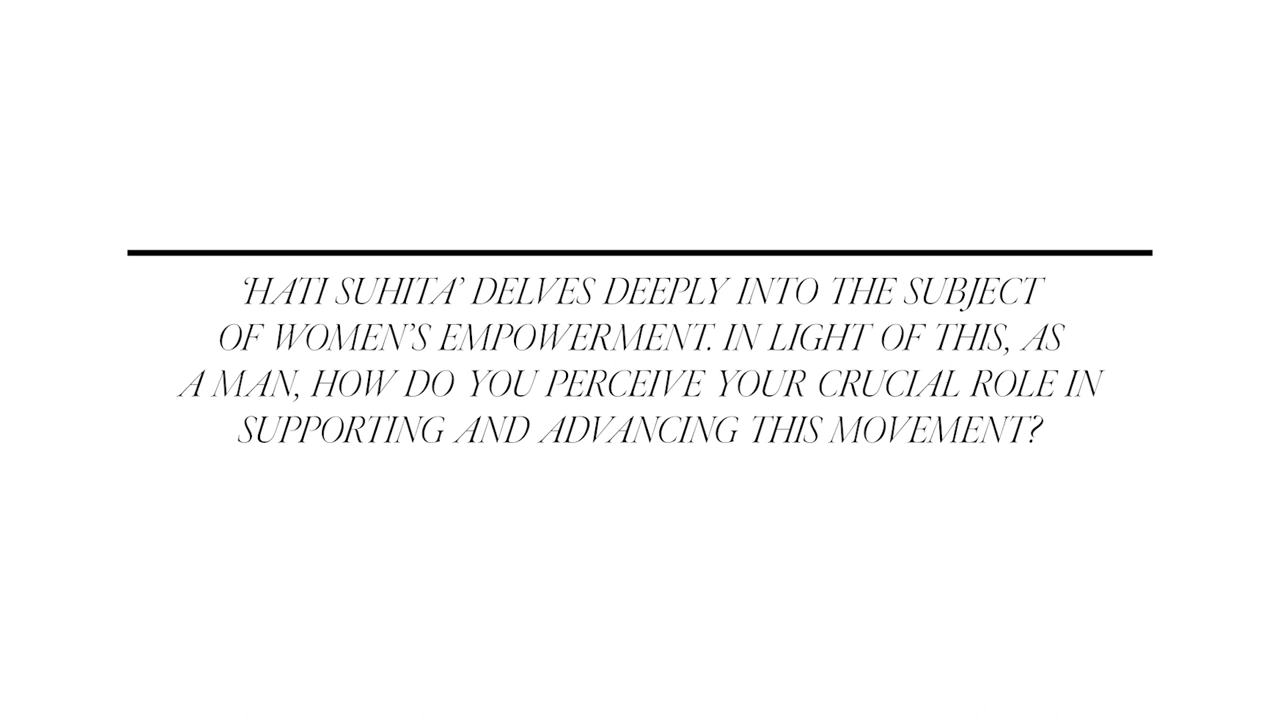 ‘HATI SUHITA’ DELVES DEEPLY INTO THE SUBJECT
OF WOMEN’S EMPOWERMENT. IN LIGHT OF THIS, AS
A MAN, HOW DO YOU PERCEIVE YOUR CRUCIAL ROLE IN
SUPPORTING AND ADVANCING THIS MOVEMENT?